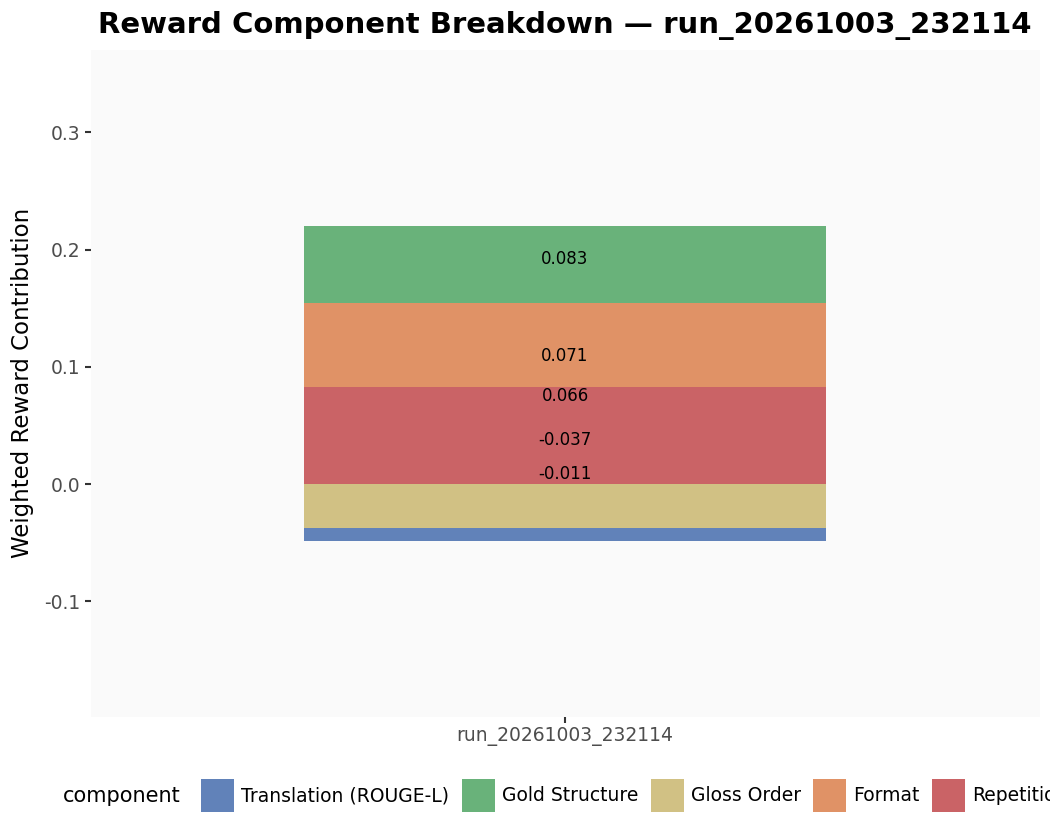 Reward Component Breakdown — run_20261003_232114
Weighted Reward Contribution
0.3
0.2
0.1
0.0
-0.1
0.083
0.071
0.066
-0.037
-0.011
run_20261003_232114
component Translation (ROUGE-L) Gold Structure Gloss Order Format